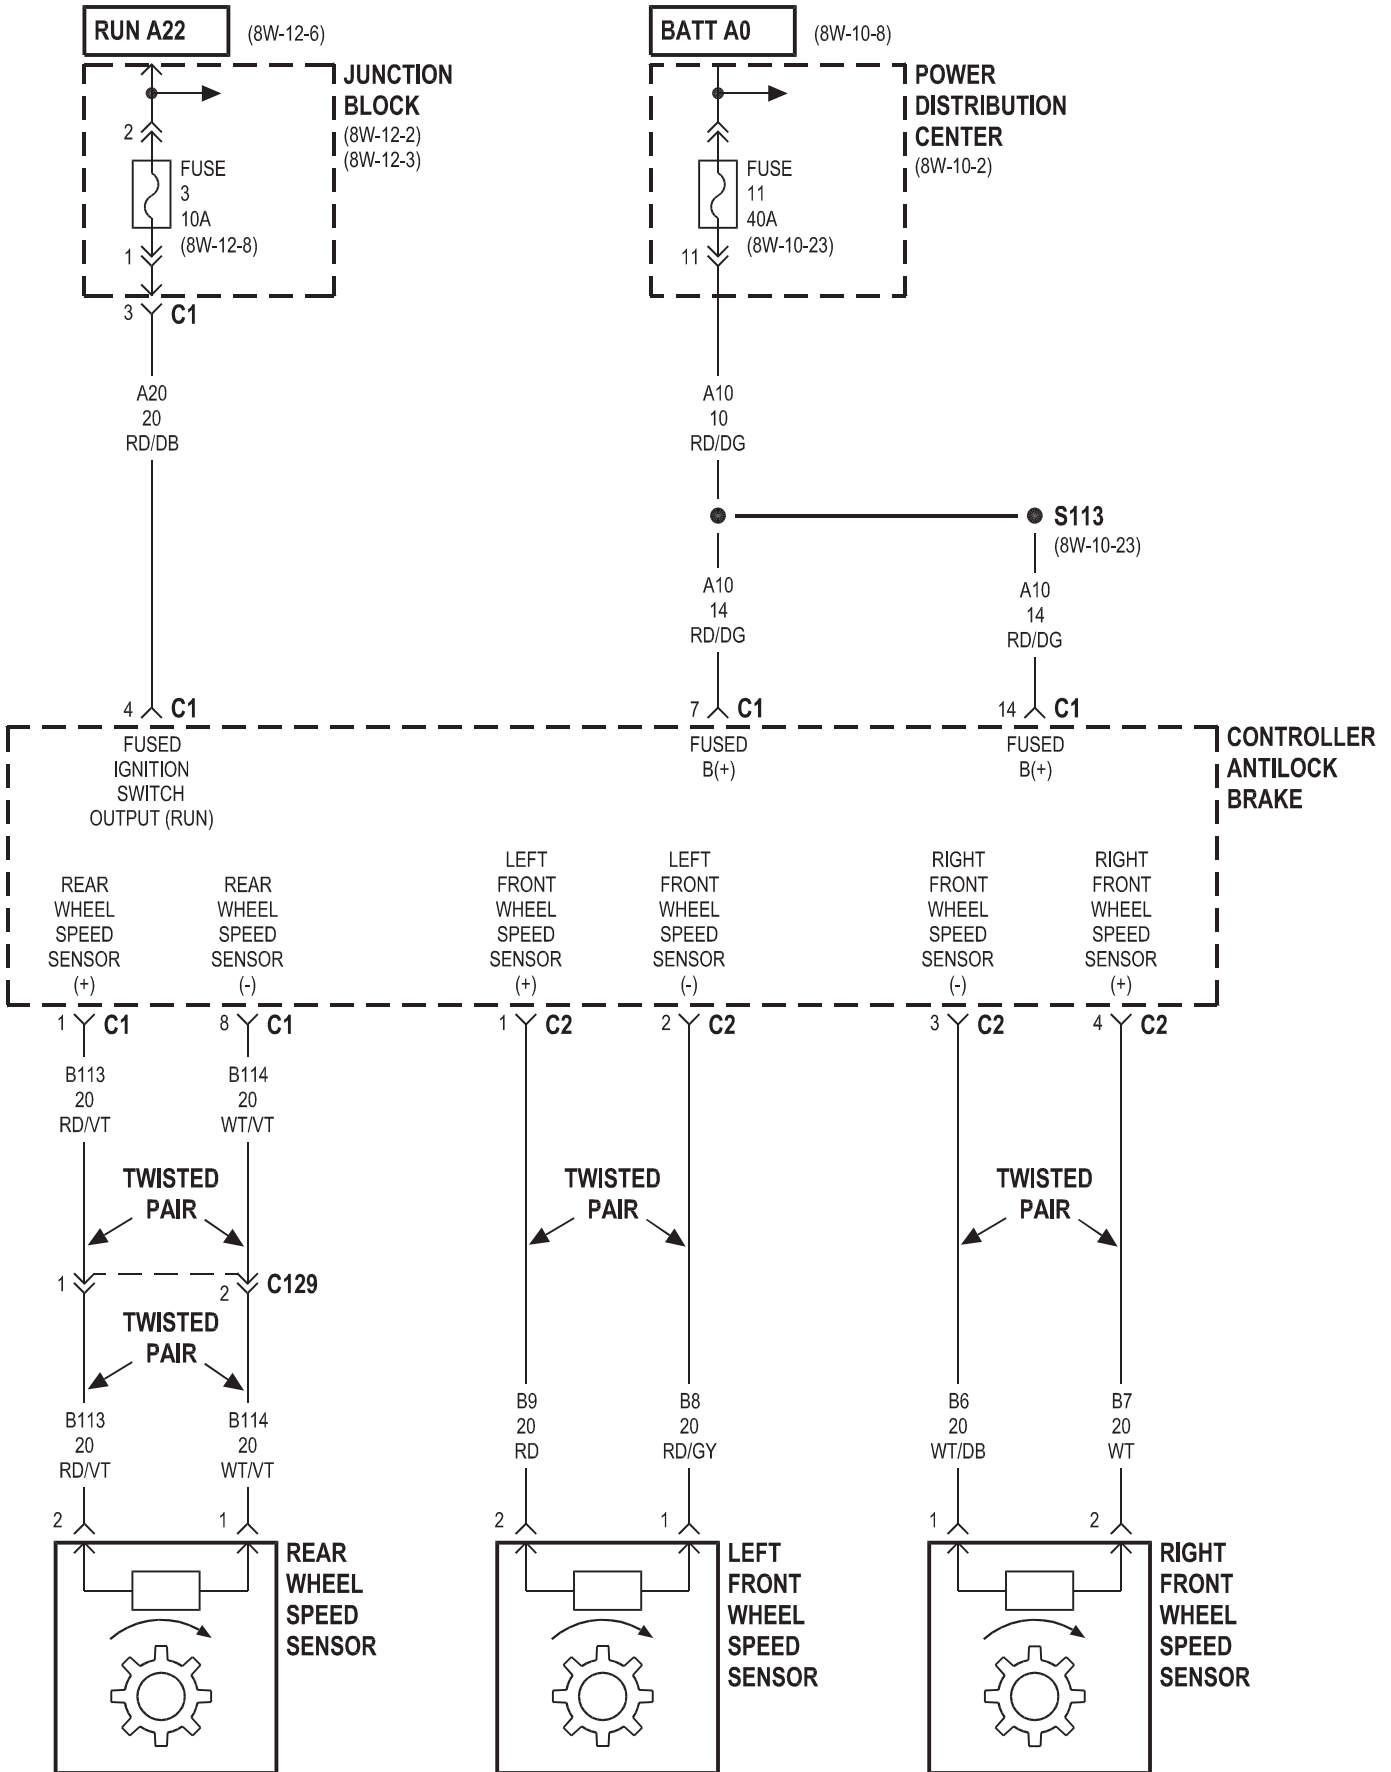 RUN A22
(8W-12-6)
BATT A0
(8W-10-8)
JUNCTION
BLOCK
(8W-12-2)
(8W-12-3)
2
FUSE
3
10A
(8W-12-8)
1
3
C1
POWER
DISTRIBUTION
CENTER
(8W-10-2)
FUSE
11
40A
(8W-10-23)
11
A20
20
RD/DB
A10
10
RD/DG
S113
(8W-10-23)
A10
14
RD/DG
A10
14
RD/DG
4
C1
7
C1
14
C1
CONTROLLER
ANTILOCK
BRAKE
FUSED
IGNITION
SWITCH
OUTPUT (RUN)
FUSED
B(+)
FUSED
B(+)
REAR
WHEEL
SPEED
SENSOR
(+)
REAR
WHEEL
SPEED
SENSOR
(-)
LEFT
FRONT
WHEEL
SPEED
SENSOR
(+)
LEFT
FRONT
WHEEL
SPEED
SENSOR
(-)
RIGHT
FRONT
WHEEL
SPEED
SENSOR
(-)
RIGHT
FRONT
WHEEL
SPEED
SENSOR
(+)
1
C1
8
C1
1
C2
2
C2
3
C2
4
C2
B113
20
RD/VT
B114
20
WT/VT
TWISTED
PAIR
TWISTED
PAIR
TWISTED
PAIR
1
2
C129
TWISTED
PAIR
B113
20
RD/VT
B114
20
WT/VT
B9
20
RD
B8
20
RD/GY
B6
20
WT/DB
B7
20
WT
2
1
2
1
1
2
REAR
WHEEL
SPEED
SENSOR
LEFT
FRONT
WHEEL
SPEED
SENSOR
RIGHT
FRONT
WHEEL
SPEED
SENSOR